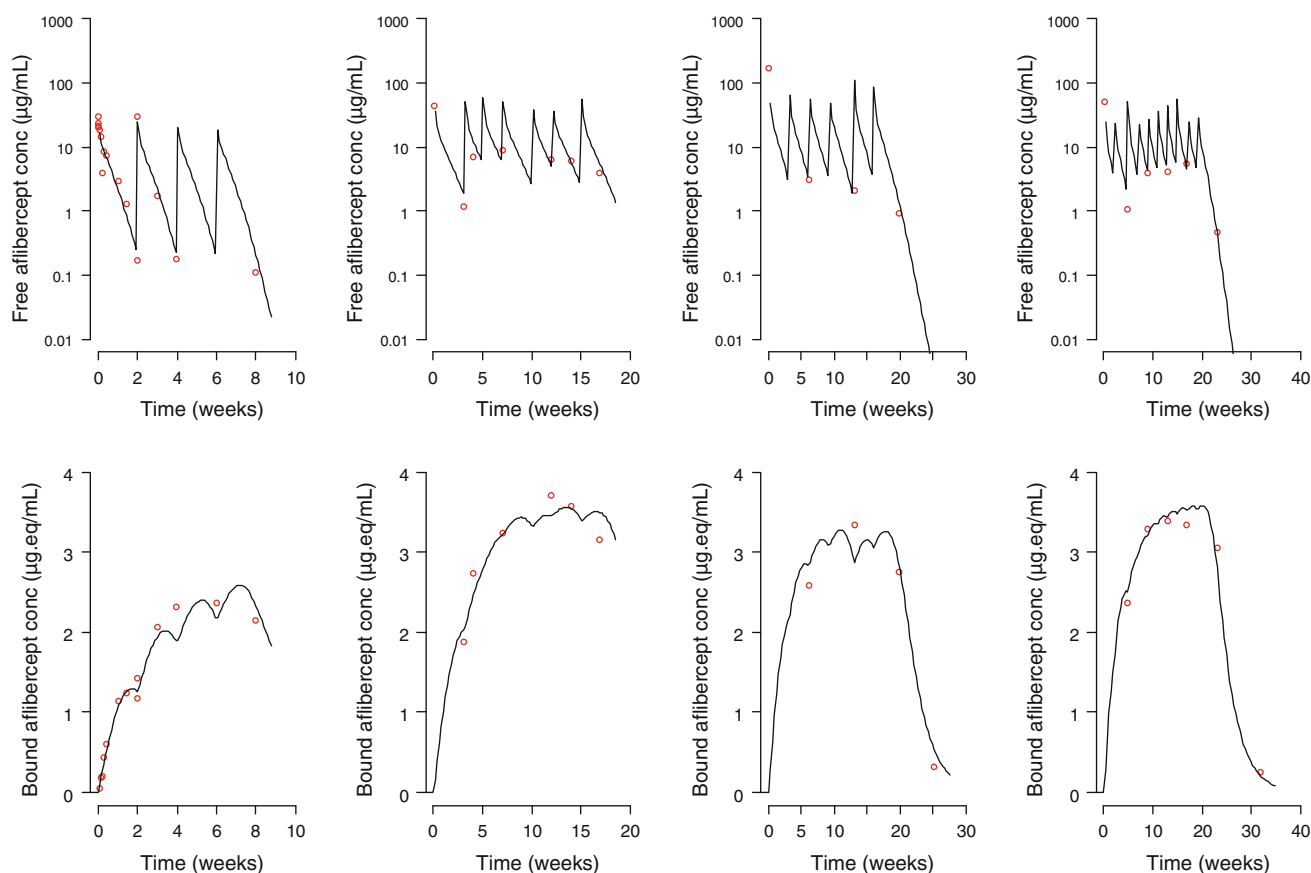 1000 1000 1000 1000
100 100 100 100
10 10 10 10
1 1 1 1
0.1 0.1 0.1 0.1
0.01 0.01 0.01 0.01
Free aflibercept conc (µg/mL) Free aflibercept conc (µg/mL) Free aflibercept conc (µg/mL) Free aflibercept conc (µg/mL)
0 2 4 6 8 10 0 5 10 15 20 0 5 10 20 30 0 10 20 30 40
Time (weeks) Time (weeks) Time (weeks) Time (weeks)
4 4 4 4
3 3 3 3
2 2 2 2
1 1 1 1
0 0 0 0
Bound aflibercept conc (µg.eq/mL) Bound aflibercept conc (µg.eq/mL) Bound aflibercept conc (µg.eq/mL) Bound aflibercept conc (µg.eq/mL)
0 2 4 6 8 10 0 5 10 15 20 0 5 10 20 30 0 10 20 30 40
Time (weeks) Time (weeks) Time (weeks) Time (weeks)